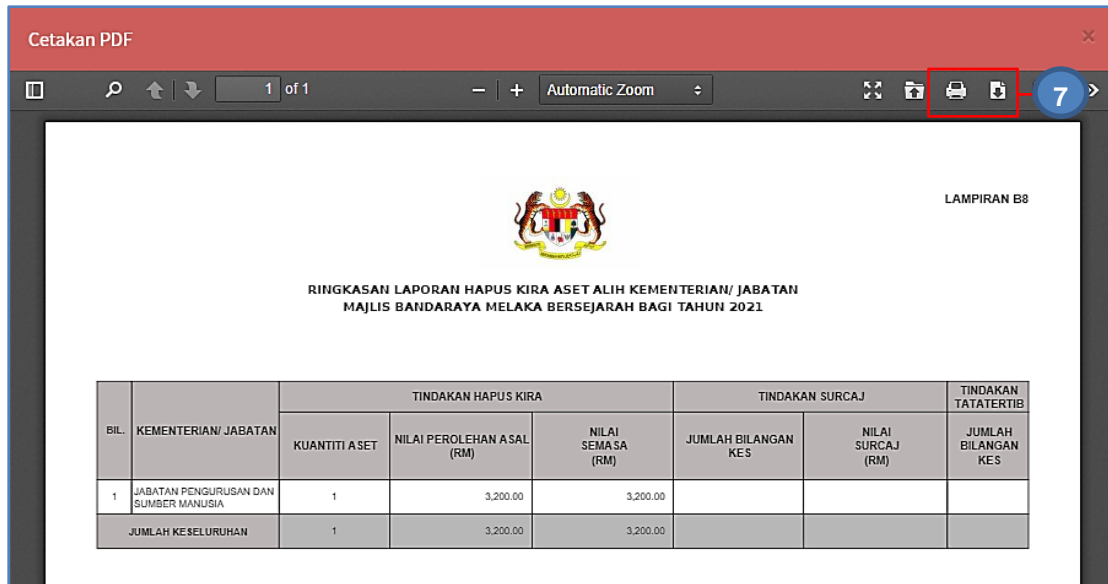 Cetakan PDF
×
1 of 1
Automatic Zoom
7
LAMPIRAN B8
RINGKASAN LAPORAN HAPUS KIRA ASET ALIH KEMENTERIAN/ JABATAN
MAJLIS BANDARAYA MELAKA BERSEJARAH BAGI TAHUN 2021
BIL.
KEMENTERIAN/ JABATAN
TINDAKAN HAPUS KIRA
TINDAKAN SURCAJ
TINDAKAN
TATATERTIB
KUANTITI ASET
NILAI PEROLEHAN ASAL
(RM)
NILAI
SEMASA
(RM)
JUMLAH BILANGAN
KES
NILAI
SURCAJ
(RM)
JUMLAH
BILANGAN
KES
1 JABATAN PENGURUSAN DAN
SUMBER MANUSIA
1 3,200.00 3,200.00
JUMLAH KESELURUHAN 1 3,200.00 3,200.00